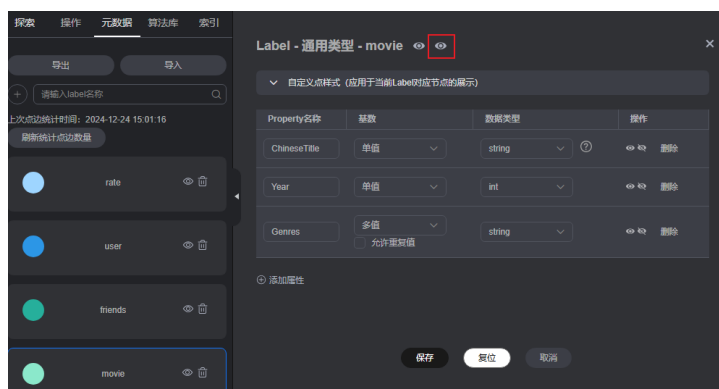 探索 操作 元数据 算法库 索引
导出 导入
请输入label名称
上次点边统计时间：2024-12-24 15:01:16
刷新统计点边数量
rate
user
friends
movie
Label - 通用类型 - movie
自定义点样式（应用于当前Label对应节点的展示）
Property名称 基数 数据类型 操作
ChineseTitle 单值 string 删除
Year 单值 int 删除
Genres 多值 string 删除
允许重复值
添加属性
保存 复位 取消